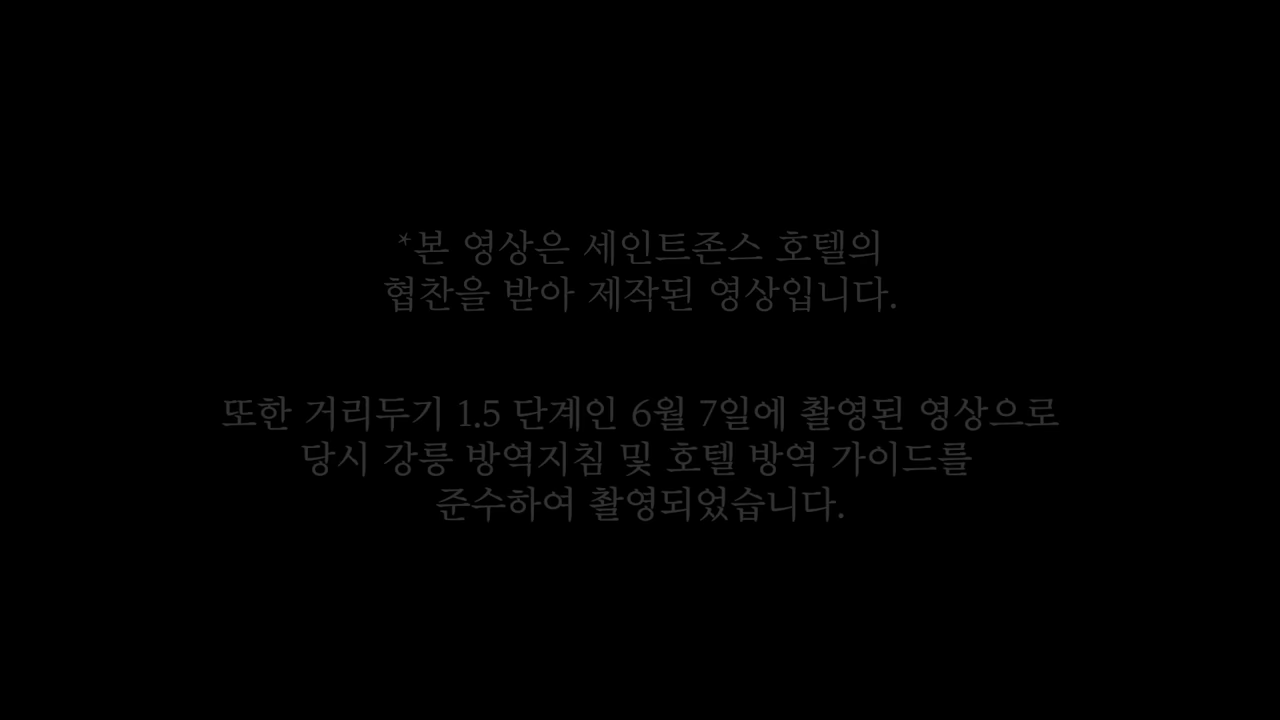 *본 영상은 세인트존스 호텔의
협찬을 받아 제작된 영상입니다.
또한 거리두기 1.5 단계인 6월 7일에 촬영된 영상으로
당시 강릉 방역지침 및 호텔 방역 가이드를
준수하여 촬영되었습니다.